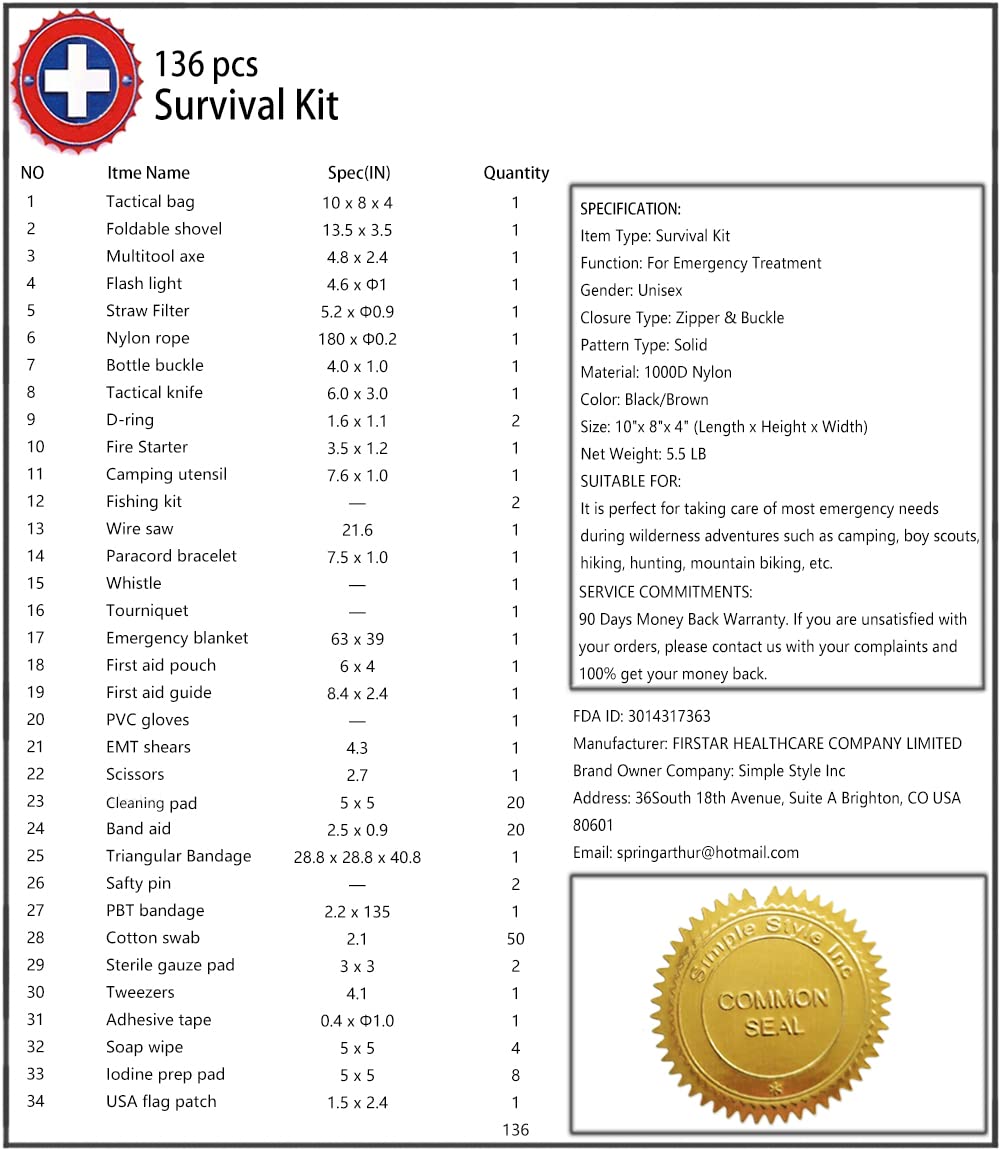 136 pcs
Survival Kit
NO Itme Name Spec(IN) Quantity
1 Tactical bag 10 x 8 x 4 1
2 Foldable shovel 13.5 x 3.5 1
3 Multitool axe 4.8 x 2.4 1
4 Flash light 4.6 x Φ1 1
5 Straw Filter 5.2 x Φ0.9 1
6 Nylon rope 180 x Φ0.2 1
7 Bottle buckle 4.0 x 1.0 1
8 Tactical knife 6.0 x 3.0 1
9 D-ring 1.6 x 1.1 2
10 Fire Starter 3.5 x 1.2 1
11 Camping utensil 7.6 x 1.0 1
12 Fishing kit — 2
13 Wire saw 21.6 1
14 Paracord bracelet 7.5 x 1.0 1
15 Whistle — 1
16 Tourniquet — 1
17 Emergency blanket 63 x 39 1
18 First aid pouch 6 x 4 1
19 First aid guide 8.4 x 2.4 1
20 PVC gloves — 1
21 EMT shears 4.3 1
22 Scissors 2.7 1
23 Cleaning pad 5 x 5 20
24 Band aid 2.5 x 0.9 20
25 Triangular Bandage 28.8 x 28.8 x 40.8 1
26 Safty pin — 2
27 PBT bandage 2.2 x 135 1
28 Cotton swab 2.1 50
29 Sterile gauze pad 3 x 3 2
30 Tweezers 4.1 1
31 Adhesive tape 0.4 x Φ1.0 1
32 Soap wipe 5 x 5 4
33 Iodine prep pad 5 x 5 8
34 USA flag patch 1.5 x 2.4 1
136
SPECIFICATION:
Item Type: Survival Kit
Function: For Emergency Treatment
Gender: Unisex
Closure Type: Zipper & Buckle
Pattern Type: Solid
Material: 1000D Nylon
Color: Black/Brown
Size: 10"x 8"x 4" (Length x Height x Width)
Net Weight: 5.5 LB
SUITABLE FOR:
It is perfect for taking care of most emergency needs
during wilderness adventures such as camping, boy scouts,
hiking, hunting, mountain biking, etc.
SERVICE COMMITMENTS:
90 Days Money Back Warranty. If you are unsatisfied with
your orders, please contact us with your complaints and
100% get your money back.
FDA ID: 3014317363
Manufacturer: FIRSTAR HEALTHCARE COMPANY LIMITED
Brand Owner Company: Simple Style Inc
Address: 36South 18th Avenue, Suite A Brighton, CO USA
80601
Email: springarthur@hotmail.com
Simple Style Inc
COMMON
SEAL